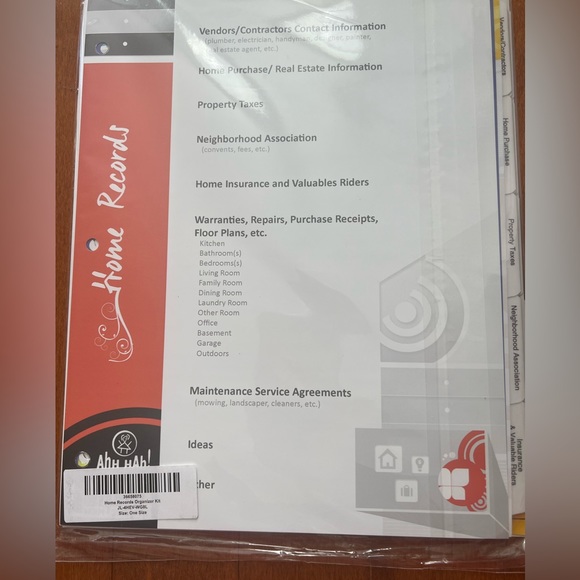 Vendors/Contractors Contact Information
(plumber, electrician, handyman, painter,
real estate agent, etc.)
Home Purchase/ Real Estate Information
Property Taxes
Neighborhood Association
(convents, fees, etc.)
Home Insurance and Valuables Riders
Warranties, Repairs, Purchase Receipts,
Floor Plans, etc.
Kitchen
Bathroom(s)
Bedrooms(s)
Living Room
Family Room
Dining Room
Laundry Room
Other Room
Office
Basement
Garage
Outdoors
Maintenance Service Agreements
(mowing, landscaper, cleaners, etc.)
Ideas
Other
Home Records
Ahh HAh!
Home Records Organizer Kit
Size: One Size
Vendors/Contractors
Home Purchase
Property Taxes
Neighborhood Association
Insurance
& Valuable Riders